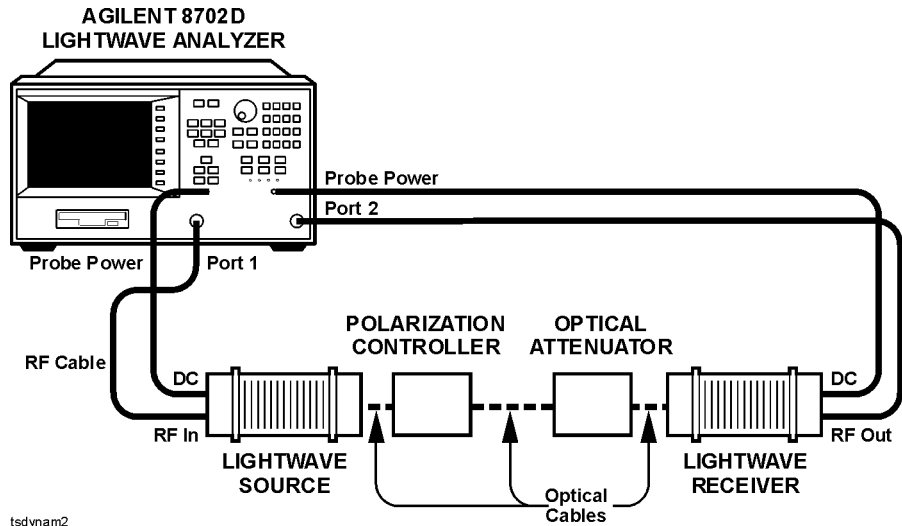 AGILENT 8702D
LIGHTWAVE ANALYZER
Probe Power
Port 2
Probe Power
Port 1
RF Cable
POLARIZATION
CONTROLLER
OPTICAL
ATTENUATOR
DC
RF In
DC
RF Out
LIGHTWAVE
SOURCE
LIGHTWAVE
RECEIVER
Optical
Cables
tsdynam2